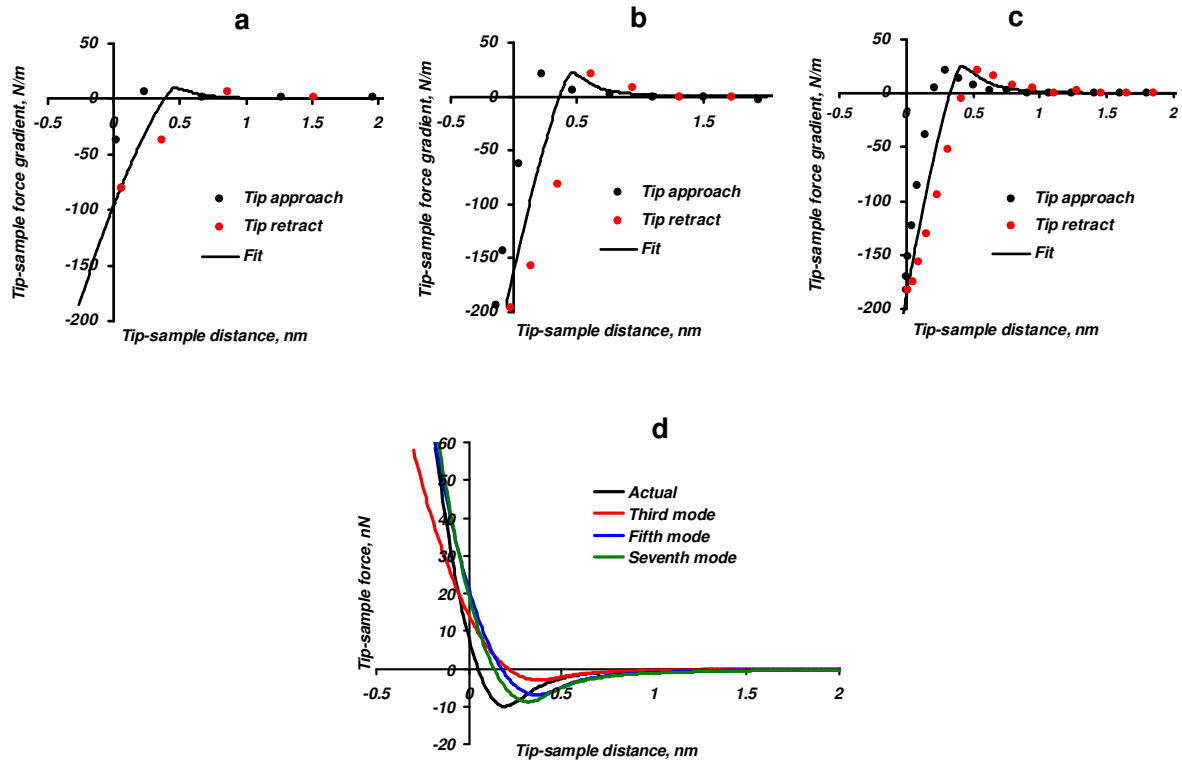 a
Tip-sample force gradient, N/m
50
0
-50
-100
-150
-200
-0.5 0 0.5 1 1.5 2
Tip approach
Tip retract
Fit
Tip-sample distance, nm
b
Tip-sample force gradient, N/m
50
0
-50
-100
-150
-200
-0.5 0.5 1.5
Tip approach
Tip retract
Fit
Tip-sample distance, nm
c
Tip-sample force gradient, N/m
50
0
-50
-100
-150
-200
-0.5 0 0.5 1 1.5 2
Tip approach
Tip retract
Fit
Tip-sample distance, nm
d
Tip-sample force, nN
60
50
40
30
20
10
0
-10
-20
-0.5 0 0.5 1 1.5 2
Actual
Third mode
Fifth mode
Seventh mode
Tip-sample distance, nm